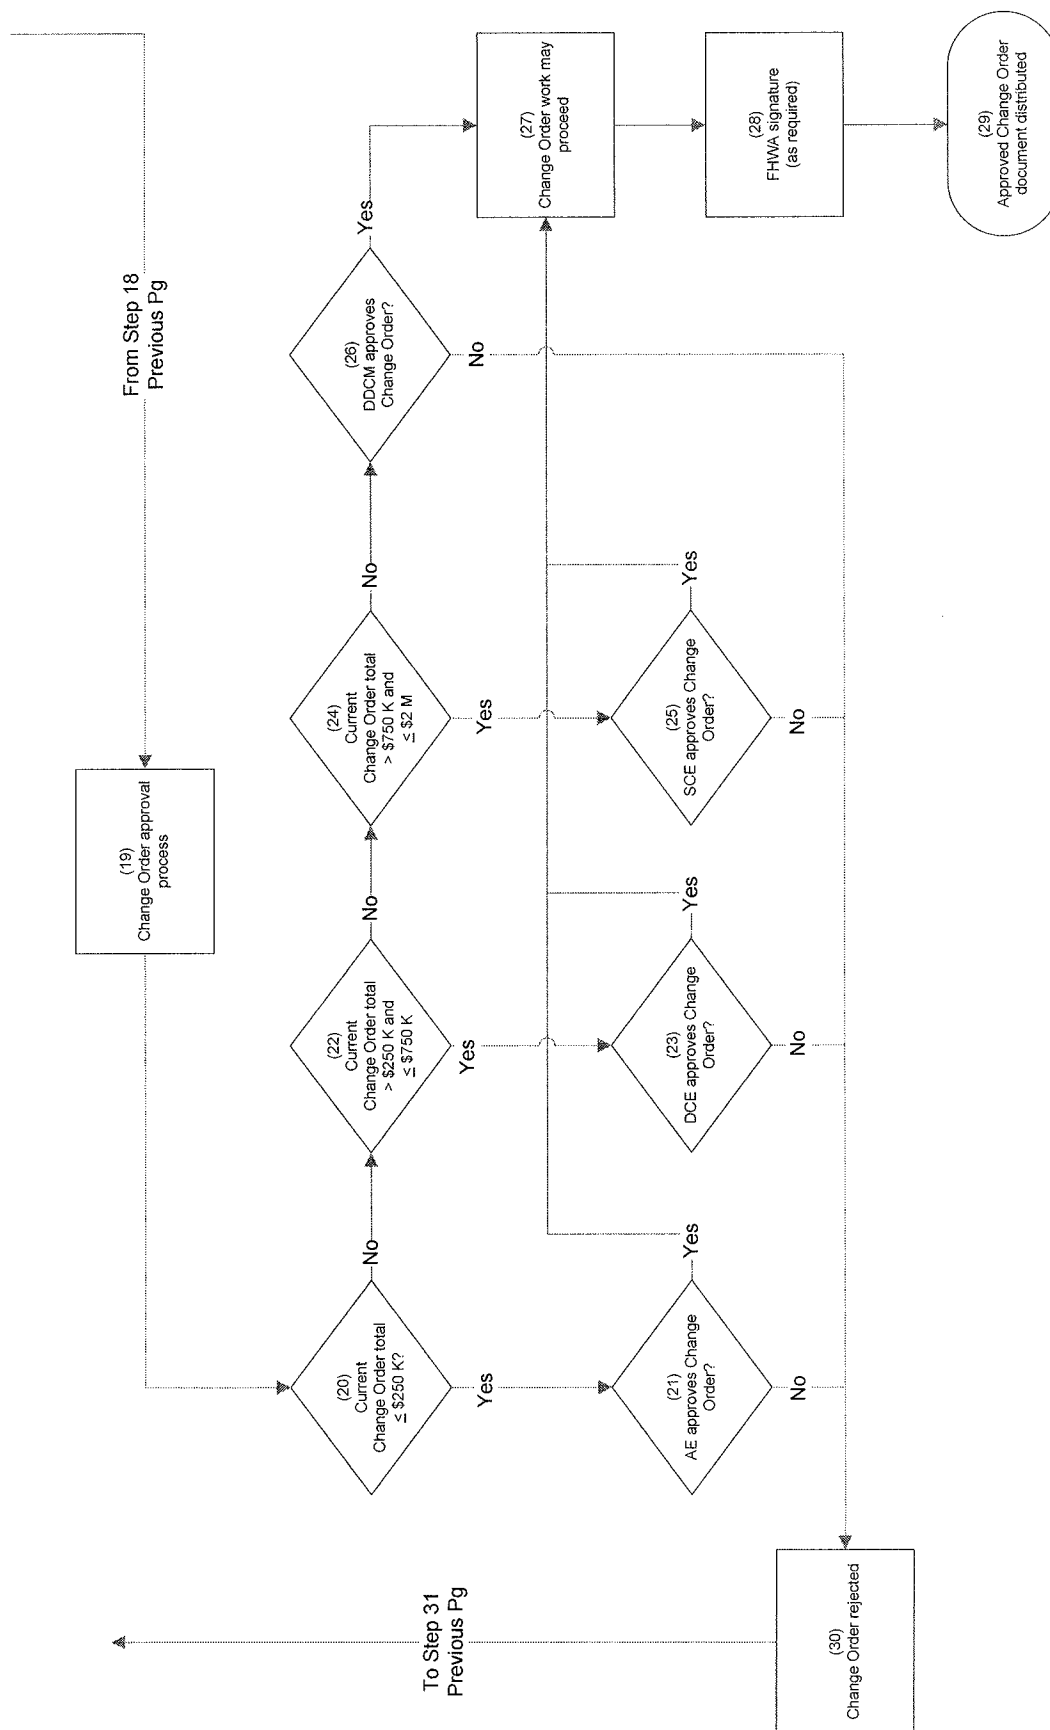 From Step 18
Previous Pg
(19)
Change Order approval
process
(20)
Current
Change Order total
≤ $250 K?
No
Yes
(21)
AE approves Change
Order?
Yes
No
(22)
Current
Change Order total
> $250 K and
≤ $750 K
No
Yes
(23)
DCE approves Change
Order?
Yes
No
(24)
Current
Change Order total
> $750 K and
≤ $2 M
No
Yes
(25)
SCE approves Change
Order?
Yes
No
(26)
DDCM approves
Change Order?
Yes
No
(27)
Change Order work may
proceed
(28)
FHWA signature
(as required)
(29)
Approved Change Order
document distributed
(30)
Change Order rejected
To Step 31
Previous Pg